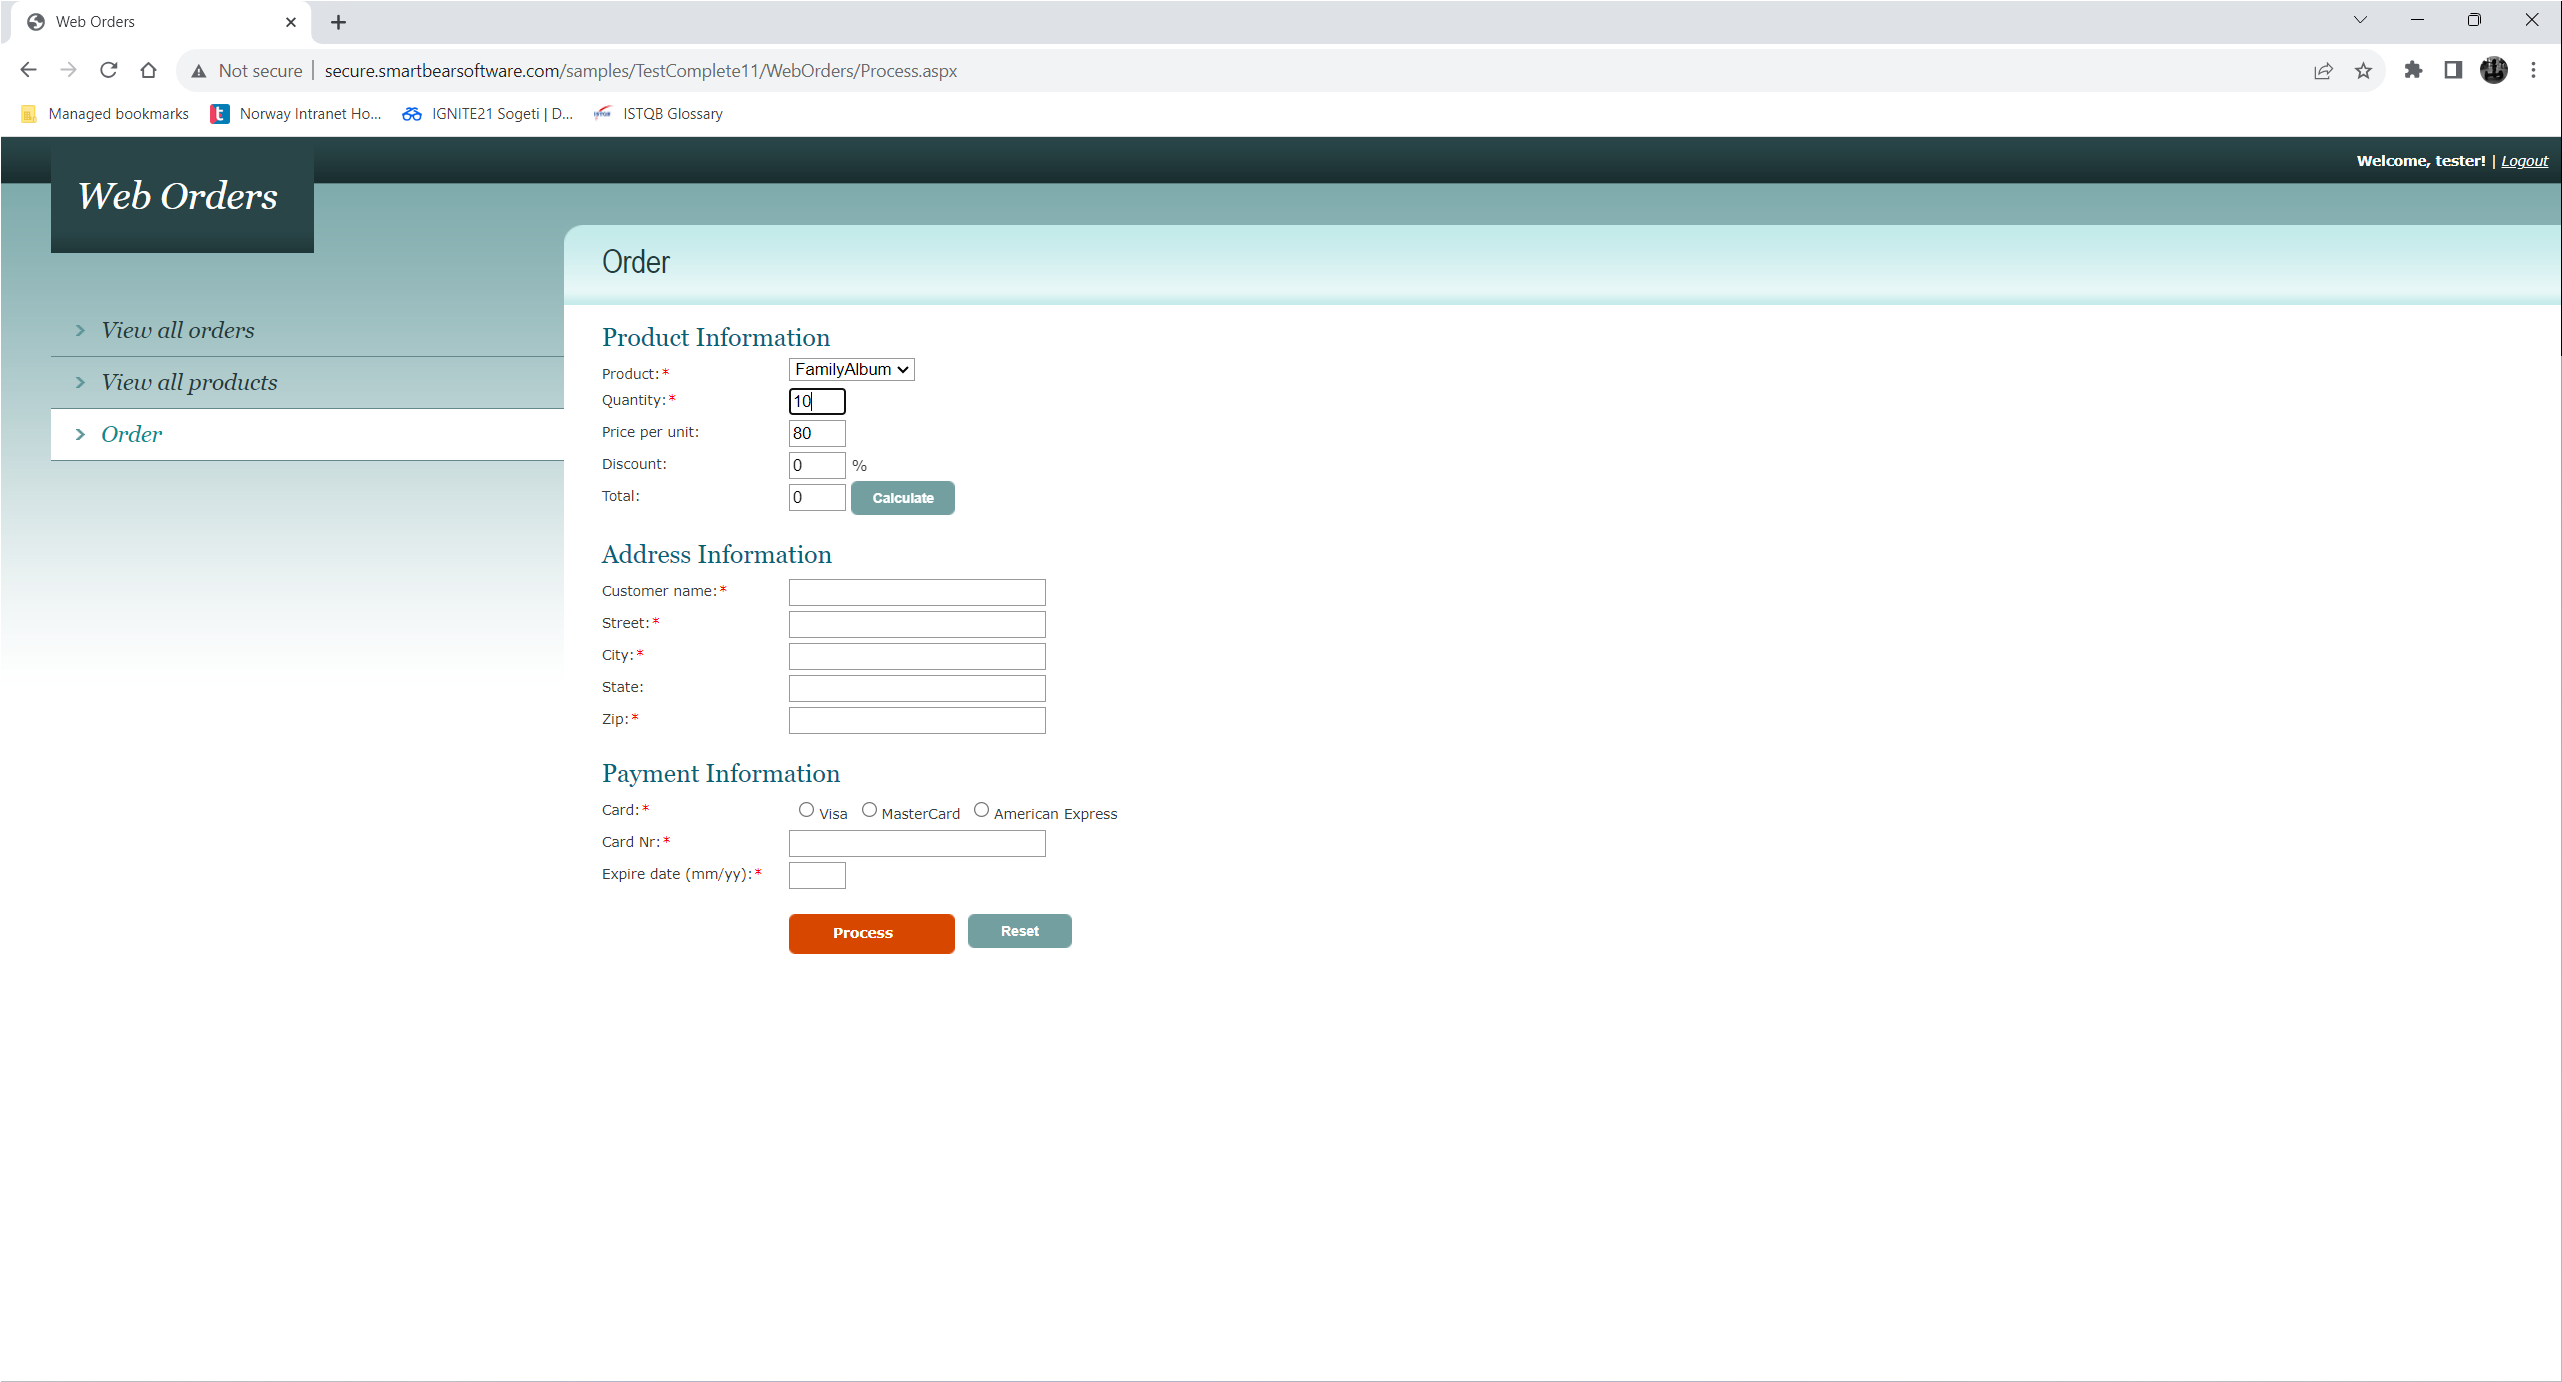 Web Orders
Not secure | secure.smartbearsoftware.com/samples/TestComplete11/WebOrders/Process.aspx
Managed bookmarks
Norway Intranet Ho...
IGNITE21 Sogeti | D...
ISTQB Glossary
Welcome, tester! | Logout
Web Orders
View all orders
View all products
Order
Order
Product Information
Product:* FamilyAlbum
Quantity:* 10
Price per unit: 80
Discount: 0 %
Total: 0 Calculate
Address Information
Customer name:*
Street:*
City:*
State:
Zip:*
Payment Information
Card:* Visa MasterCard American Express
Card Nr:*
Expire date (mm/yy):*
Process Reset